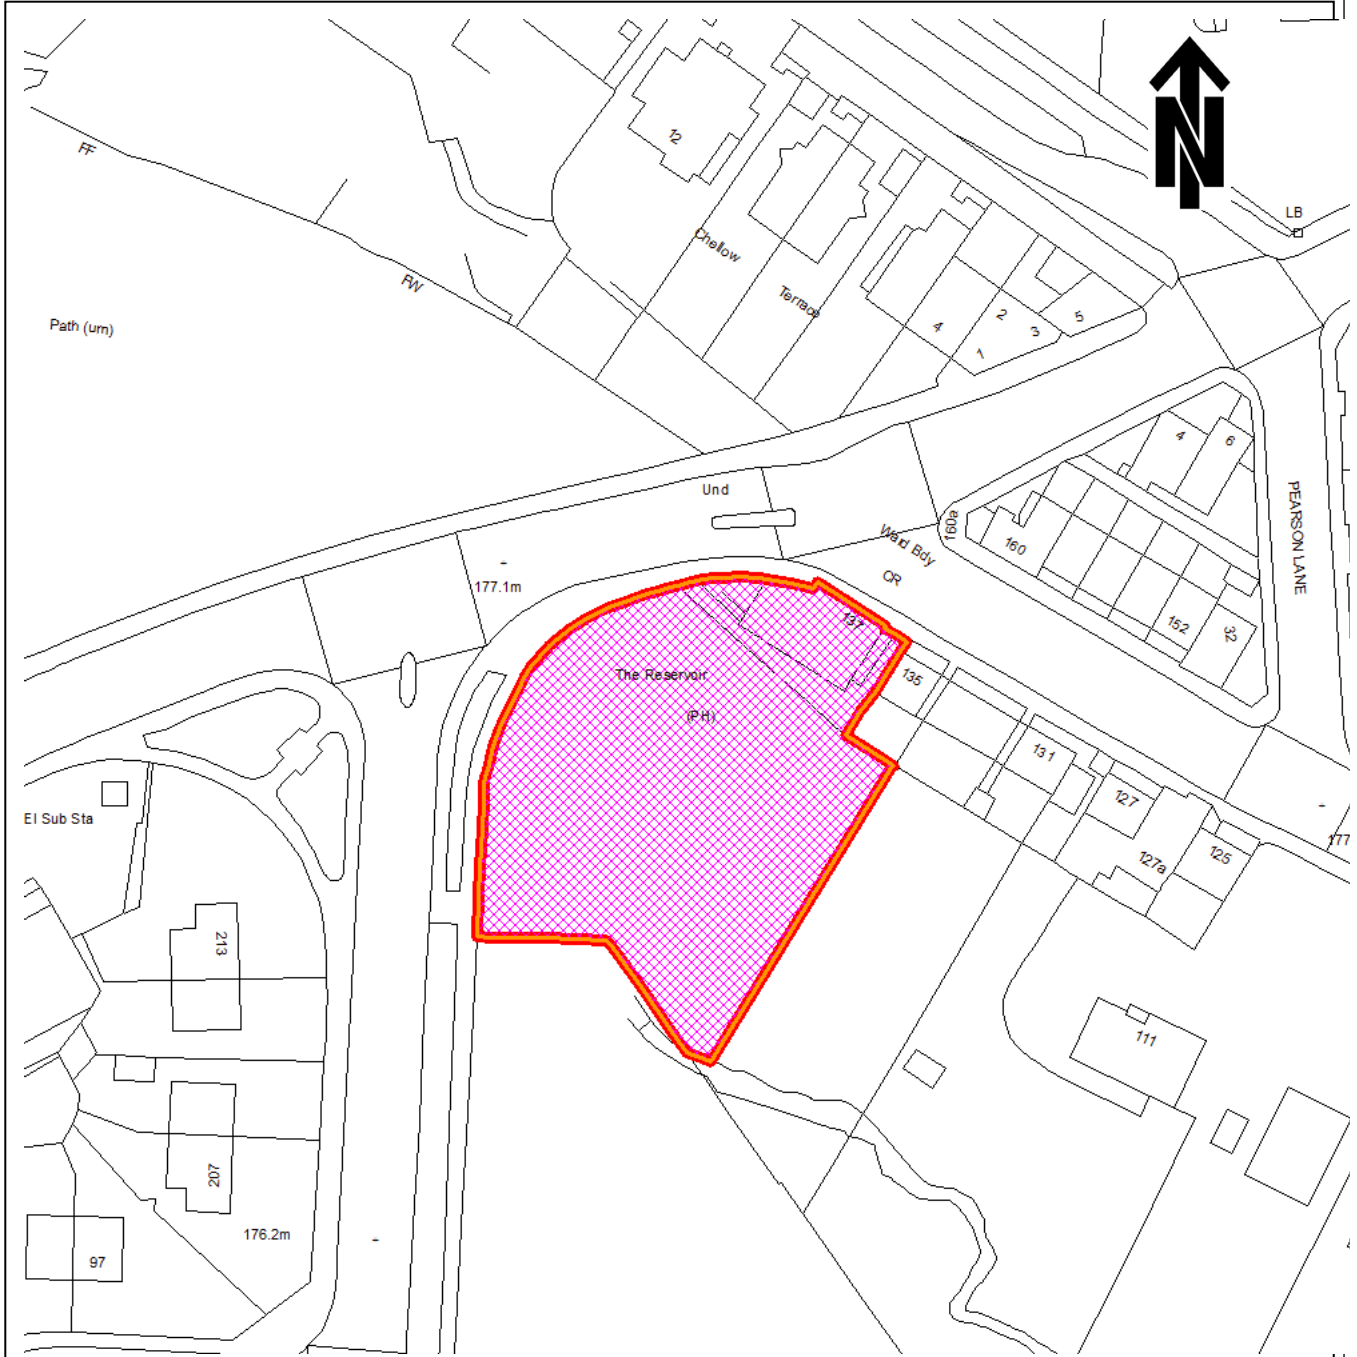 N
LB
12
FF
Chellow
Terrace
FW
Path (um)
4
2
3
5
1
4
6
PEARSON LANE
Und
160a
160
Ward Bdy
CR
177.1m
152
32
137
The Reservoir
(PH)
135
131
127
127a
125
177
El Sub Sta
213
111
207
176.2m
97